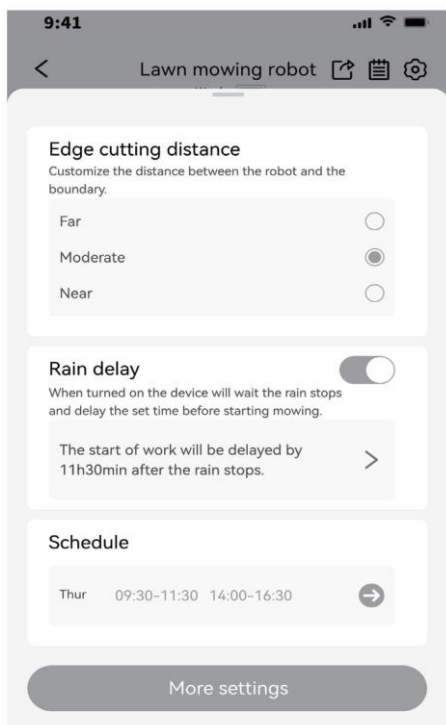 9:41
Lawn mowing robot
Edge cutting distance
Customize the distance between the robot and the
boundary.
Far
Moderate
Near
Rain delay
When turned on the device will wait the rain stops
and delay the set time before starting mowing.
The start of work will be delayed by
11h30min after the rain stops.
Schedule
Thur 09:30-11:30 14:00-16:30
More settings